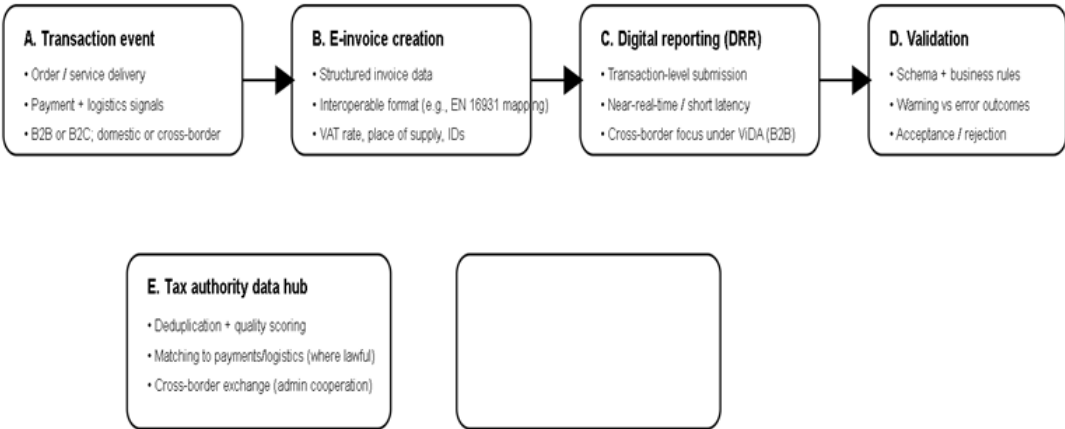 A. Transaction event
• Order / service delivery
• Payment + logistics signals
• B2B or B2C; domestic or cross-border
B. E-invoice creation
• Structured invoice data
• Interoperable format (e.g., EN 16931 mapping)
• VAT rate, place of supply, IDs
C. Digital reporting (DRR)
• Transaction-level submission
• Near-real-time / short latency
• Cross-border focus under ViDA (B2B)
D. Validation
• Schema + business rules
• Warning vs error outcomes
• Acceptance / rejection
E. Tax authority data hub
• Deduplication + quality scoring
• Matching to payments/logistics (where lawful)
• Cross-border exchange (admin cooperation)